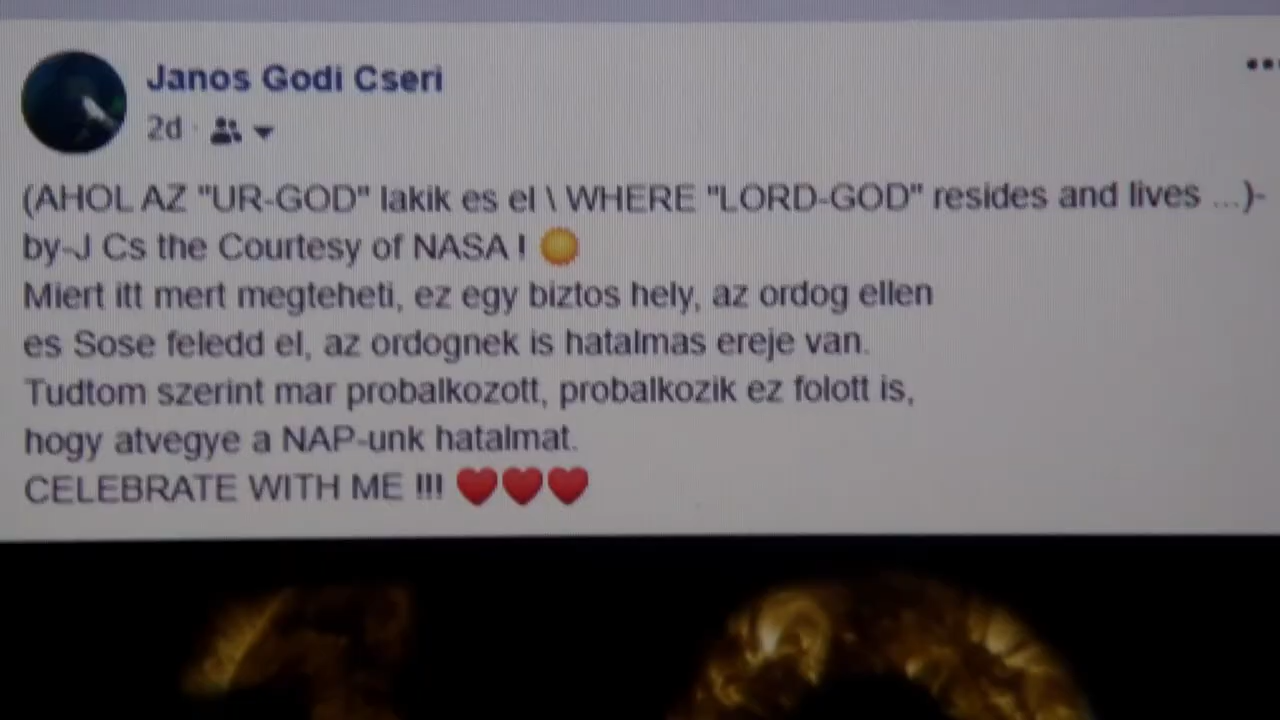 Janos Godi Cseri
2d ·
(AHOL AZ "UR-GOD" lakik es el \ WHERE "LORD-GOD" resides and lives ...)-
by-J Cs the Courtesy of NASA !
Miert itt mert megteheti, ez egy biztos hely, az ordog ellen
es Sose feledd el, az ordognek is hatalmas ereje van.
Tudtom szerint mar probalkozott, probalkozik ez folott is,
hogy atvegye a NAP-unk hatalmat.
CELEBRATE WITH ME !!! ❤️❤️❤️